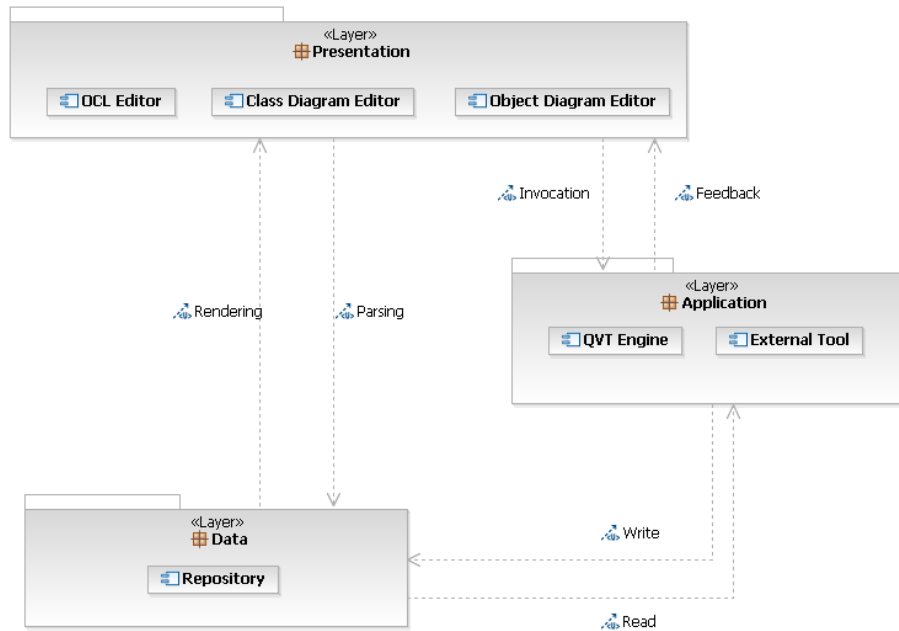 «Layer»
Presentation
OCL Editor
Class Diagram Editor
Object Diagram Editor
Invocation
Feedback
«Layer»
Application
Rendering
Parsing
QVT Engine
External Tool
«Layer»
Data
Write
Repository
Read